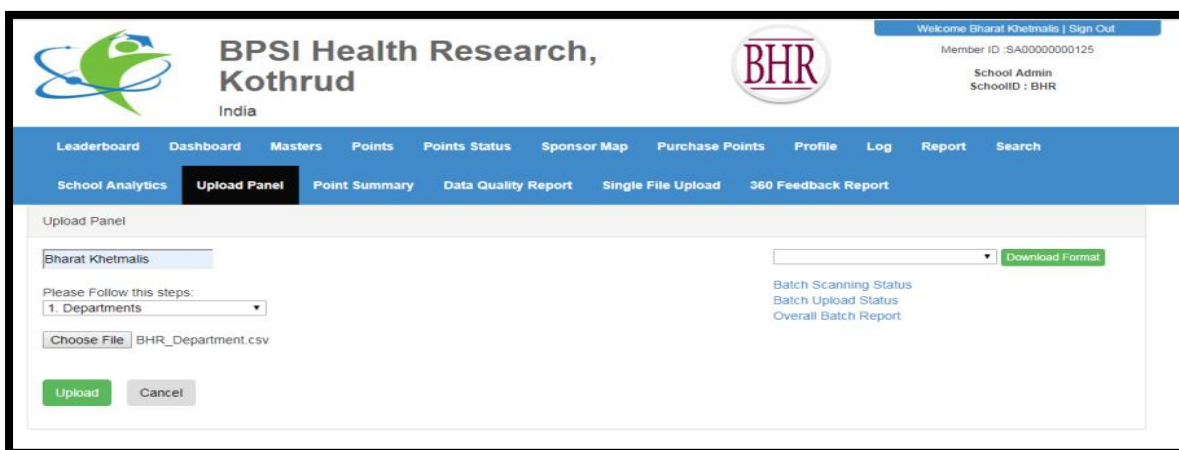 Welcome Bharat Khetmalis | Sign Out
BPSI Health Research,
Kothrud
India
BHR
Member ID :SA00000000125
School Admin
SchoolID : BHR
Leaderboard Dashboard Masters Points Points Status Sponsor Map Purchase Points Profile Log Report Search
School Analytics Upload Panel Point Summary Data Quality Report Single File Upload 360 Feedback Report
Upload Panel
Bharat Khetmalis
Download Format
Please Follow this steps:
1. Departments
Choose File BHR_Department.csv
Batch Scanning Status
Batch Upload Status
Overall Batch Report
Upload Cancel